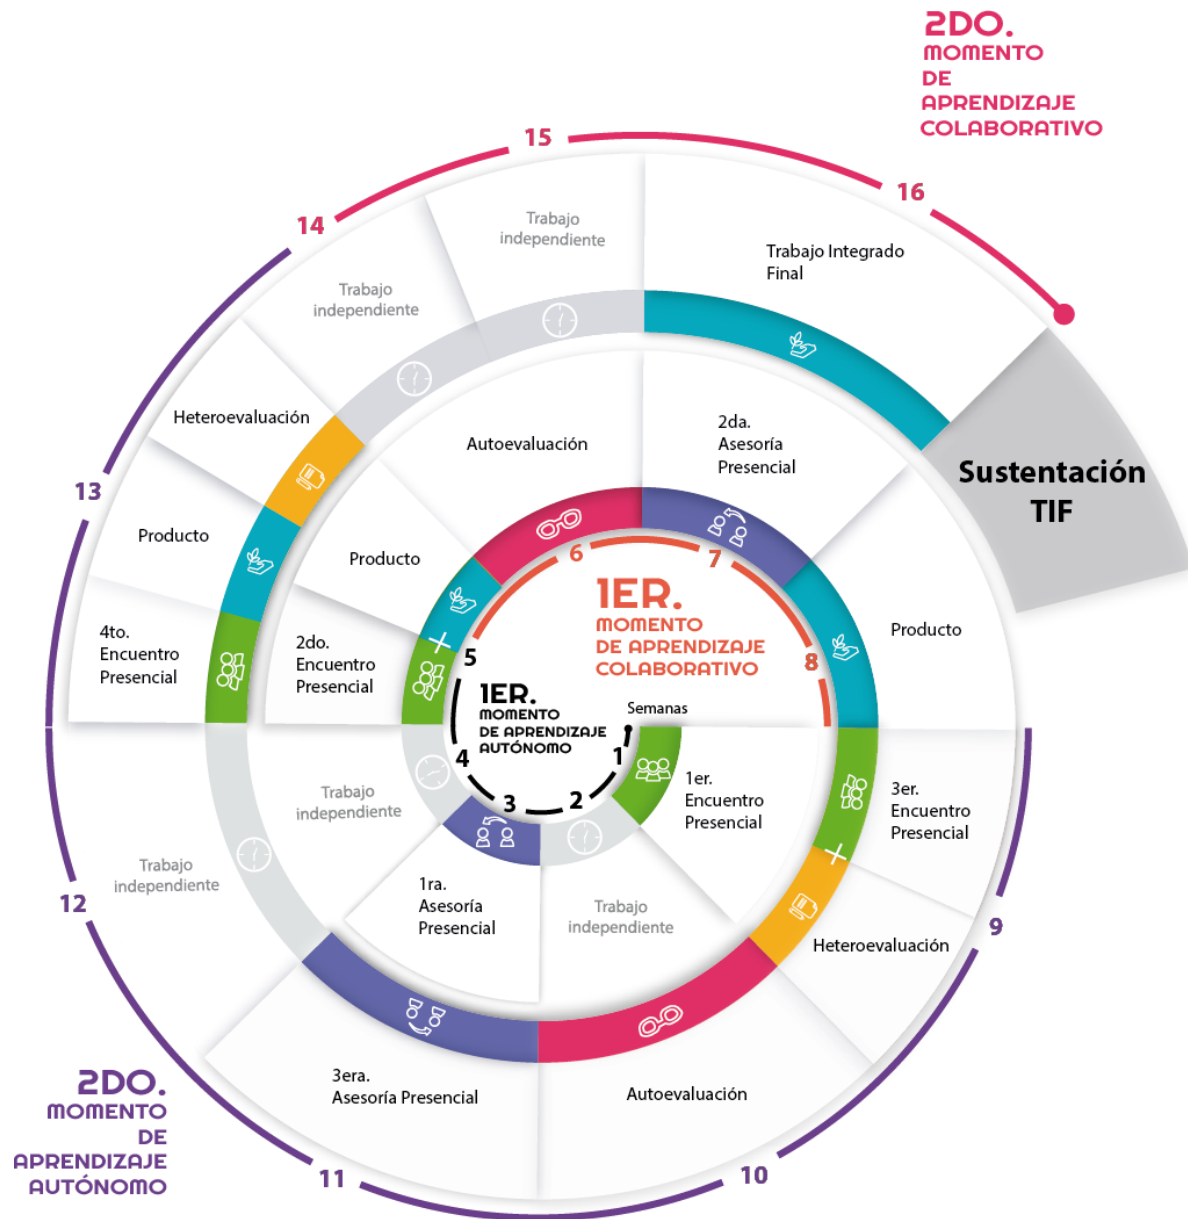 2DO.
MOMENTO
DE
APRENDIZAJE
COLABORATIVO
15
16
14
Trabajo
independiente
Trabajo Integrado
Final
Trabajo
independiente
Heteroevaluación
Autoevaluación
2da.
Asesoría
Presencial
Sustentación
TIF
13
Producto
Producto
6
7
1ER.
MOMENTO
DE APRENDIZAJE
COLABORATIVO
Producto
4to.
Encuentro
Presencial
2do.
Encuentro
Presencial
5
8
1ER.
MOMENTO
DE APRENDIZAJE
AUTÓNOMO
Semanas
4
1
3
2
1er.
Encuentro
Presencial
3er.
Encuentro
Presencial
Trabajo
independiente
Trabajo
independiente
12
1ra.
Asesoría
Presencial
Trabajo
independiente
9
Heteroevaluación
3era.
Asesoría Presencial
Autoevaluación
2DO.
MOMENTO
DE
APRENDIZAJE
AUTÓNOMO
11
10